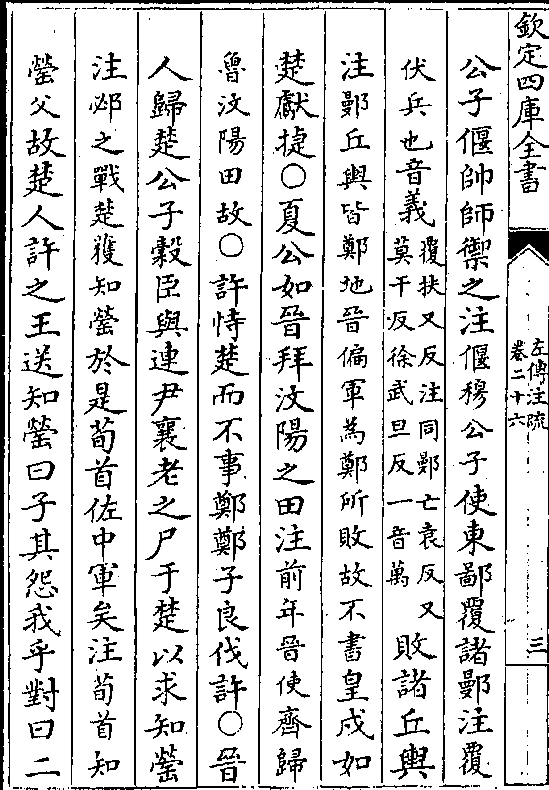 欽定四庫全書
左傳注疏
卷二十六
三
公子偃帥師禦之注偃穆公子使東鄙覆諸鄤注覆
伏兵也音義覆扶又反注同鄤亡袁反又莫干反徐武旦反一音萬敗諸丘輿
注鄤丘輿皆鄭地晉偏軍為鄭所敗故不書皇戌如
楚獻捷○夏公如晉拜汶陽之田注前年晉使齊歸
魯汶陽田故○許恃楚而不事鄭鄭子良伐許○晉
人歸楚公子榖臣與連尹襄老之尸于楚以求知罃
注邲之戰楚獲知罃於是荀首佐中軍矣注荀首知
罃父故楚人許之王送知罃曰子其怨我乎對曰二